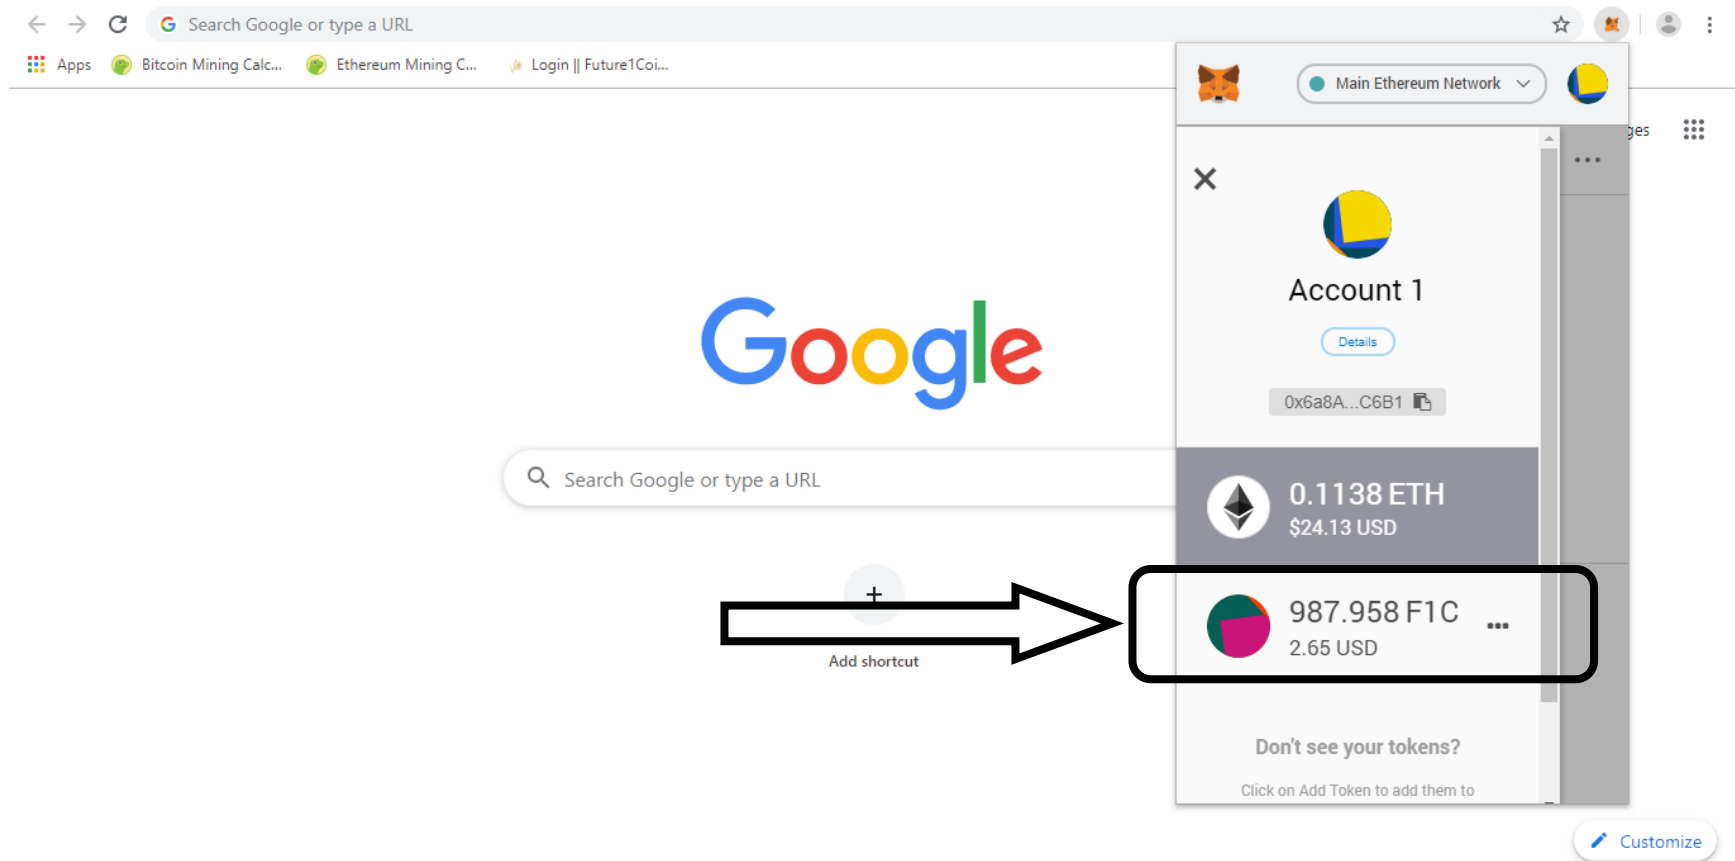 Search Google or type a URL
Apps
Bitcoin Mining Calc...
Ethereum Mining C...
Login || Future1Coi...
Main Ethereum Network
Account 1
Details
0x6a8A...C6B1
0.1138 ETH
$24.13 USD
987.958 F1C
2.65 USD
Don't see your tokens?
Click on Add Token to add them to
Google
Search Google or type a URL
Add shortcut
Customize